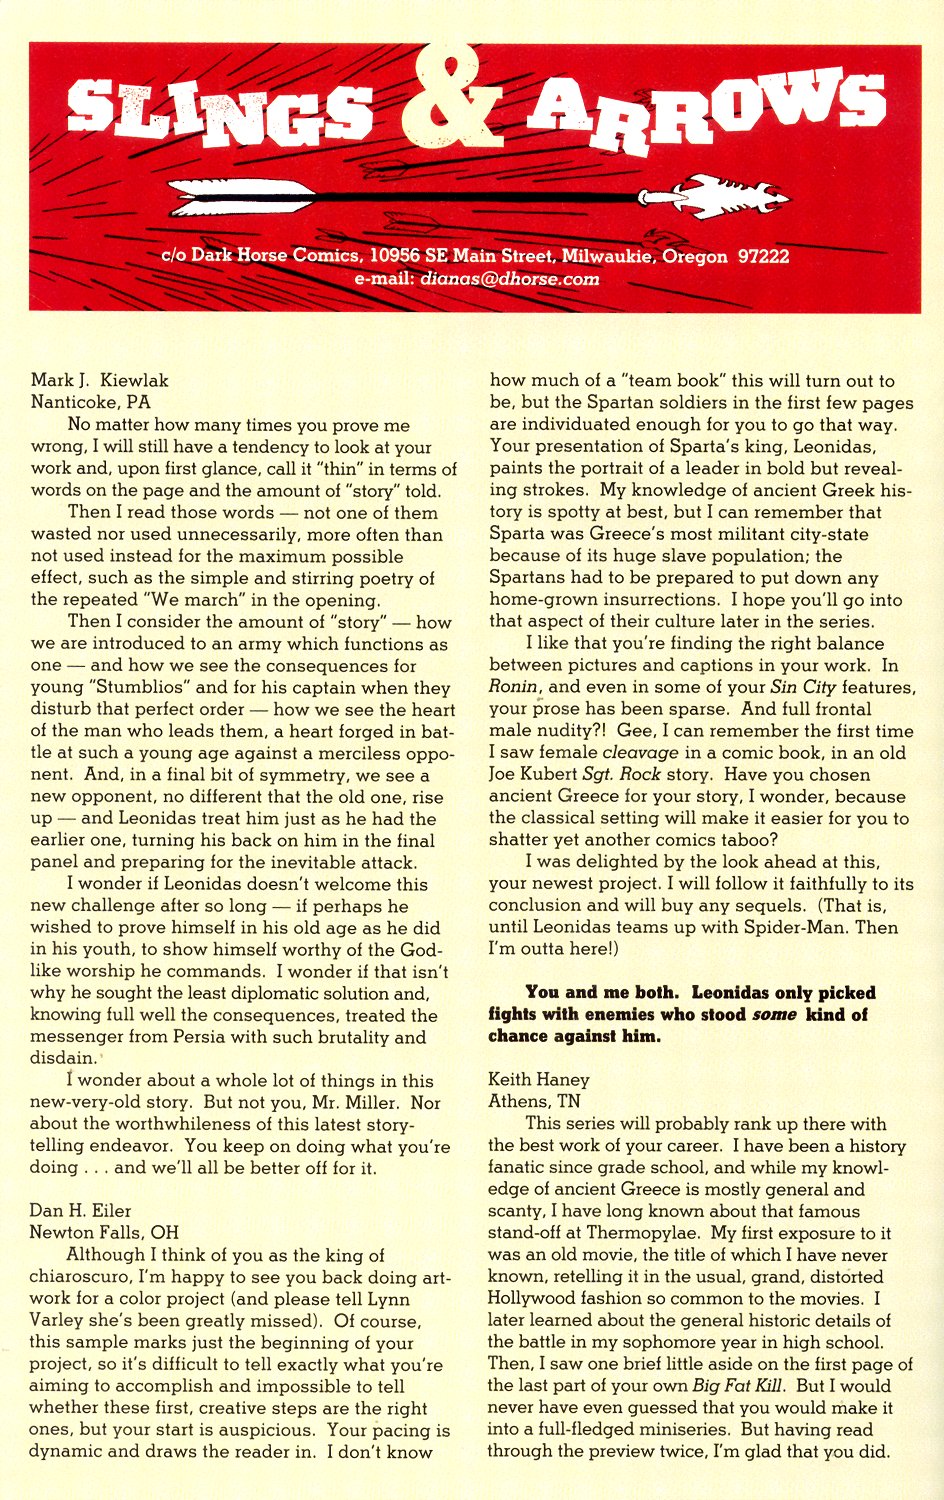 SLINGS & ARROWS
c/o Dark Horse Comics, 10956 SE Main Street, Milwaukie, Oregon 97222
e-mail: dianas@dhorse.com
Mark J. Kiewlak
Nanticoke, PA
No matter how many times you prove me
wrong, I will still have a tendency to look at your
work and, upon first glance, call it "thin" in terms of
words on the page and the amount of "story" told.
Then I read those words — not one of them
wasted nor used unnecessarily, more often than
not used instead for the maximum possible
effect, such as the simple and stirring poetry of
the repeated "We march" in the opening.
Then I consider the amount of "story" — how
we are introduced to an army which functions as
one — and how we see the consequences for
young "Stumblios" and for his captain when they
disturb that perfect order — how we see the heart
of the man who leads them, a heart forged in bat-
tle at such a young age against a merciless oppo-
nent. And, in a final bit of symmetry, we see a
new opponent, no different that the old one, rise
up — and Leonidas treat him just as he had the
earlier one, turning his back on him in the final
panel and preparing for the inevitable attack.
I wonder if Leonidas doesn't welcome this
new challenge after so long — if perhaps he
wished to prove himself in his old age as he did
in his youth, to show himself worthy of the God-
like worship he commands. I wonder if that isn't
why he sought the least diplomatic solution and,
knowing full well the consequences, treated the
messenger from Persia with such brutality and
disdain.
I wonder about a whole lot of things in this
new-very-old story. But not you, Mr. Miller. Nor
about the worthwhileness of this latest story-
telling endeavor. You keep on doing what you're
doing . . . and we'll all be better off for it.
Dan H. Eiler
Newton Falls, OH
Although I think of you as the king of
chiaroscuro, I'm happy to see you back doing art-
work for a color project (and please tell Lynn
Varley she's been greatly missed). Of course,
this sample marks just the beginning of your
project, so it's difficult to tell exactly what you're
aiming to accomplish and impossible to tell
whether these first, creative steps are the right
ones, but your start is auspicious. Your pacing is
dynamic and draws the reader in. I don't know
how much of a "team book" this will turn out to
be, but the Spartan soldiers in the first few pages
are individuated enough for you to go that way.
Your presentation of Sparta's king, Leonidas,
paints the portrait of a leader in bold but reveal-
ing strokes. My knowledge of ancient Greek his-
tory is spotty at best, but I can remember that
Sparta was Greece's most militant city-state
because of its huge slave population; the
Spartans had to be prepared to put down any
home-grown insurrections. I hope you'll go into
that aspect of their culture later in the series.
I like that you're finding the right balance
between pictures and captions in your work. In
Ronin, and even in some of your Sin City features,
your prose has been sparse. And full frontal
male nudity?! Gee, I can remember the first time
I saw female cleavage in a comic book, in an old
Joe Kubert Sgt. Rock story. Have you chosen
ancient Greece for your story, I wonder, because
the classical setting will make it easier for you to
shatter yet another comics taboo?
I was delighted by the look ahead at this,
your newest project. I will follow it faithfully to its
conclusion and will buy any sequels. (That is,
until Leonidas teams up with Spider-Man. Then
I'm outta here!)
You and me both. Leonidas only picked
fights with enemies who stood some kind of
chance against him.
Keith Haney
Athens, TN
This series will probably rank up there with
the best work of your career. I have been a history
fanatic since grade school, and while my knowl-
edge of ancient Greece is mostly general and
scanty, I have long known about that famous
stand-off at Thermopylae. My first exposure to it
was an old movie, the title of which I have never
known, retelling it in the usual, grand, distorted
Hollywood fashion so common to the movies. I
later learned about the general historic details of
the battle in my sophomore year in high school.
Then, I saw one brief little aside on the first page of
the last part of your own Big Fat Kill. But I would
never have even guessed that you would make it
into a full-fledged miniseries. But having read
through the preview twice, I'm glad that you did.